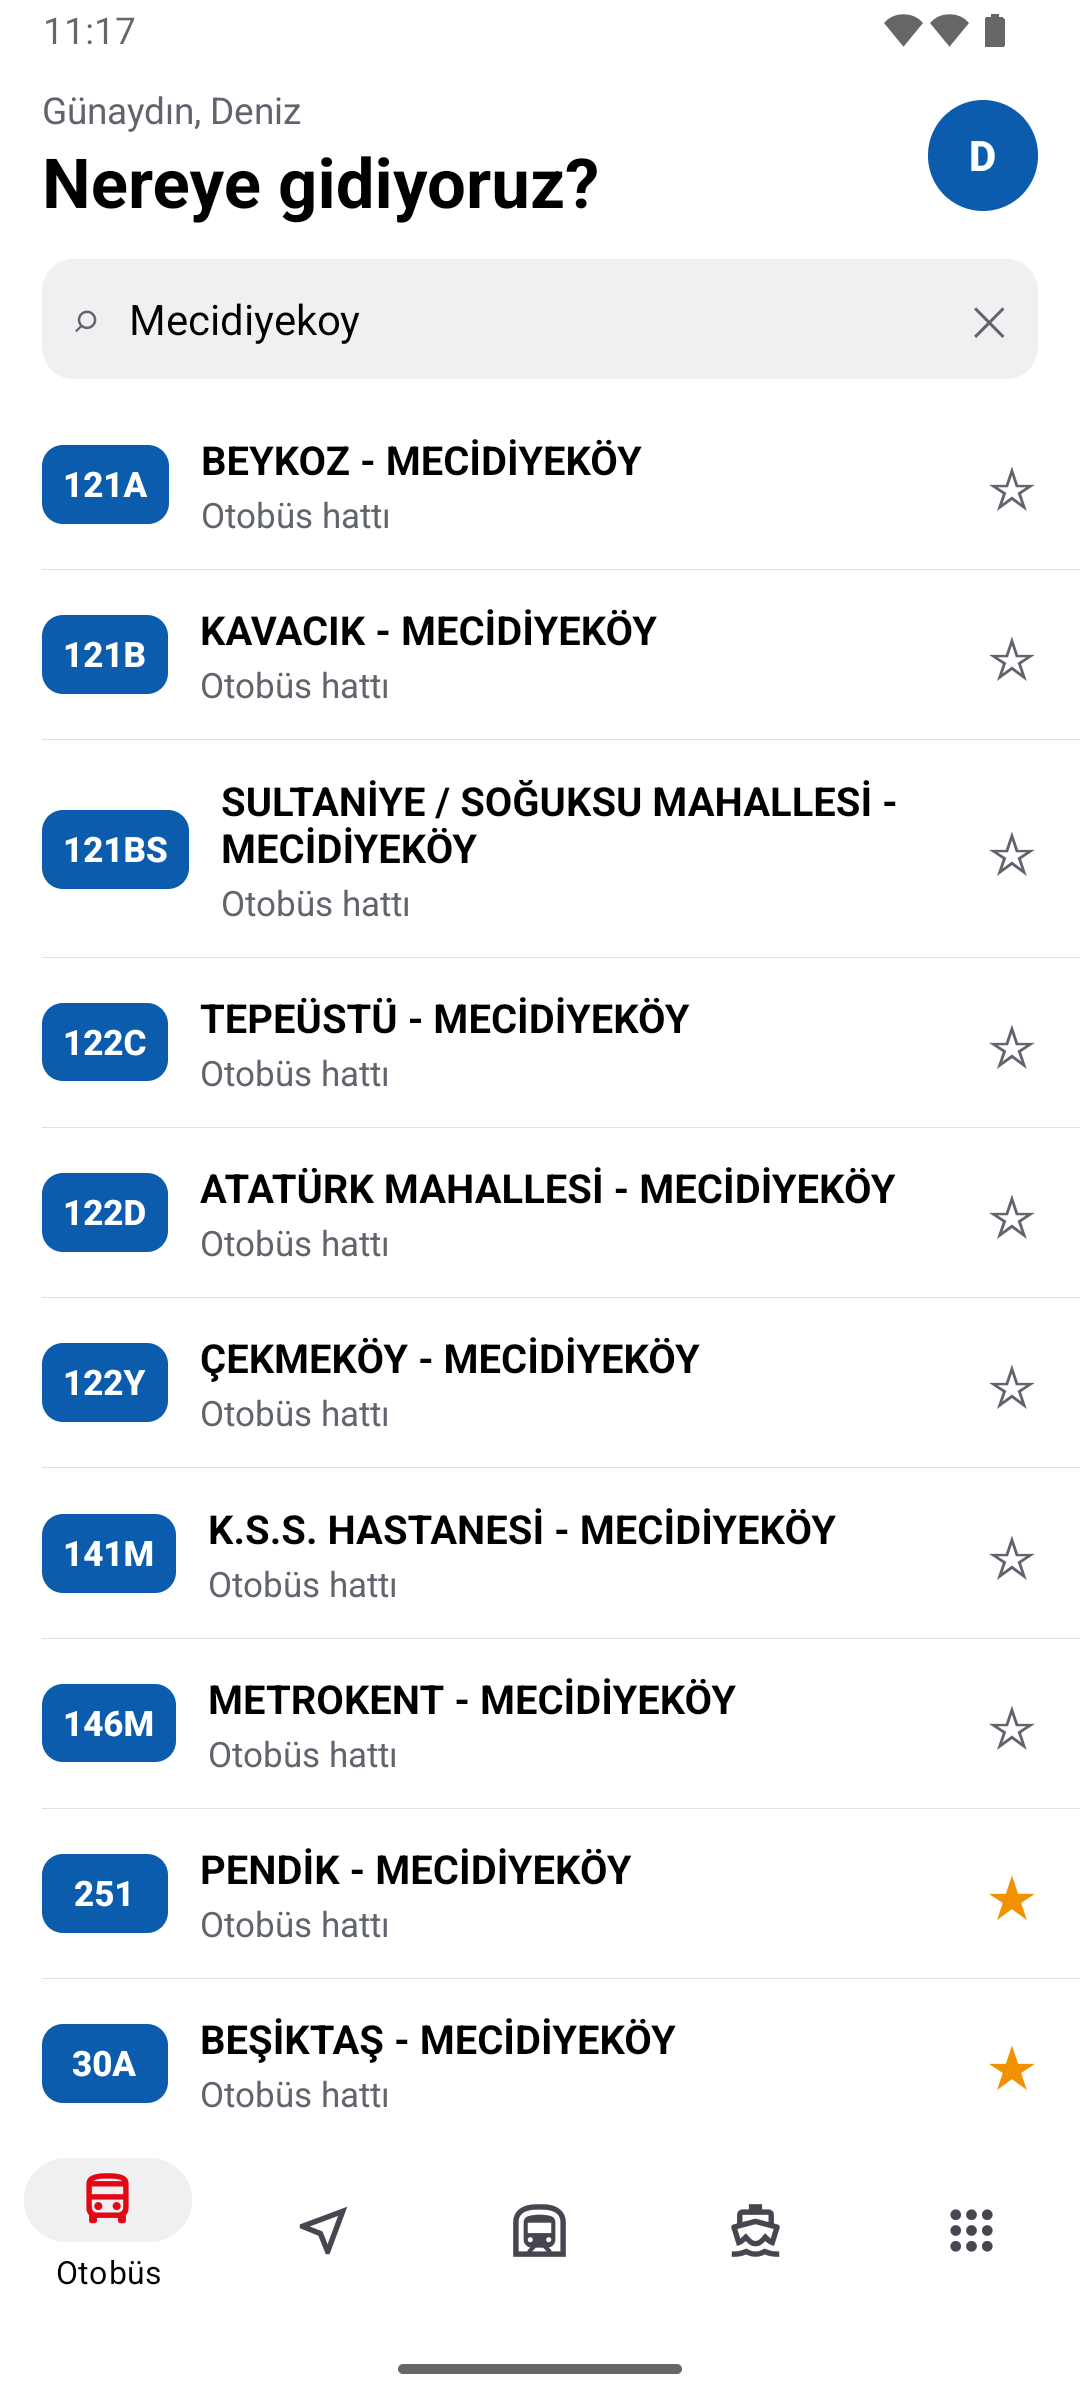 11:17
Günaydın, Deniz
Nereye gidiyoruz?
D
Mecidiyekoy
121A
BEYKOZ - MECİDİYEKÖY
Otobüs hattı
121B
KAVACIK - MECİDİYEKÖY
Otobüs hattı
121BS
SULTANİYE / SOĞUKSU MAHALLESİ -
MECİDİYEKÖY
Otobüs hattı
122C
TEPEÜSTÜ - MECİDİYEKÖY
Otobüs hattı
122D
ATATÜRK MAHALLESİ - MECİDİYEKÖY
Otobüs hattı
122Y
ÇEKMEKÖY - MECİDİYEKÖY
Otobüs hattı
141M
K.S.S. HASTANESİ - MECİDİYEKÖY
Otobüs hattı
146M
METROKENT - MECİDİYEKÖY
Otobüs hattı
251
PENDİK - MECİDİYEKÖY
Otobüs hattı
30A
BEŞİKTAŞ - MECİDİYEKÖY
Otobüs hattı
Otobüs